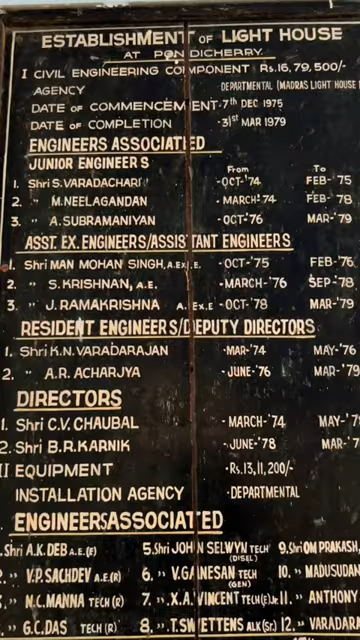 ESTABLISHMENT OF LIGHT HOUSE
AT PONDICHERRY.
I CIVIL ENGINEERING COMPONENT Rs.16,79,500/-
AGENCY DEPARTMENTAL (MADRAS LIGHT HOUSE
DATE OF COMMENCEMENT -7th DEC 1975
DATE OF COMPLETION -31st MAR 1979
ENGINEERS ASSOCIATED
JUNIOR ENGINEERS From To
1. Shri S.VARADACHARI -OCT-'74 FEB-'75
2. " M.NEELAGANDAN -MARCH-'74 FEB-'78
3. " A.SUBRAMANIYAN -OCT-'76 MAR-'79
ASST. EX. ENGINEERS/ASSISTANT ENGINEERS
1. Shri MAN MOHAN SINGH, A.EX.E. -OCT-'75 FEB-'76
2. " S.KRISHNAN, A.E. -MARCH-'76 SEP-'78
3. " J.RAMAKRISHNA A.EX.E -OCT-'78 MAR-'79
RESIDENT ENGINEERS/DEPUTY DIRECTORS
1. Shri K.N.VARADARAJAN -MAR-'74 MAY-'76
2. " A.R.ACHARJYA -JUNE-'76 MAR-'79
DIRECTORS
1. Shri C.V. CHAUBAL -MARCH-'74 MAY-'7
2. Shri B.R.KARNIK -JUNE-'78 MAR-'7
II EQUIPMENT -Rs.13,11,200/-
INSTALLATION AGENCY -DEPARTMENTAL
ENGINEERS ASSOCIATED
1. Shri A.K.DEB A.E.(E) 5.Shri JOHN SELWYN TECH (DISEL) 9.Shri OM PRAKASH,
2. " V.P.SACHDEV A.E.(R) 6. " V.GANESAN TECH (GEN) 10. " MADUSUDAN
3. " N.C.MANNA TECH (R) 7. " X.A.VINCENT TECH(E)Jr. 11. " ANTHONY
" G.C.DAS TECH (R) 8. " T.SWETTENS ALK (Sr.) 12. " VARADA